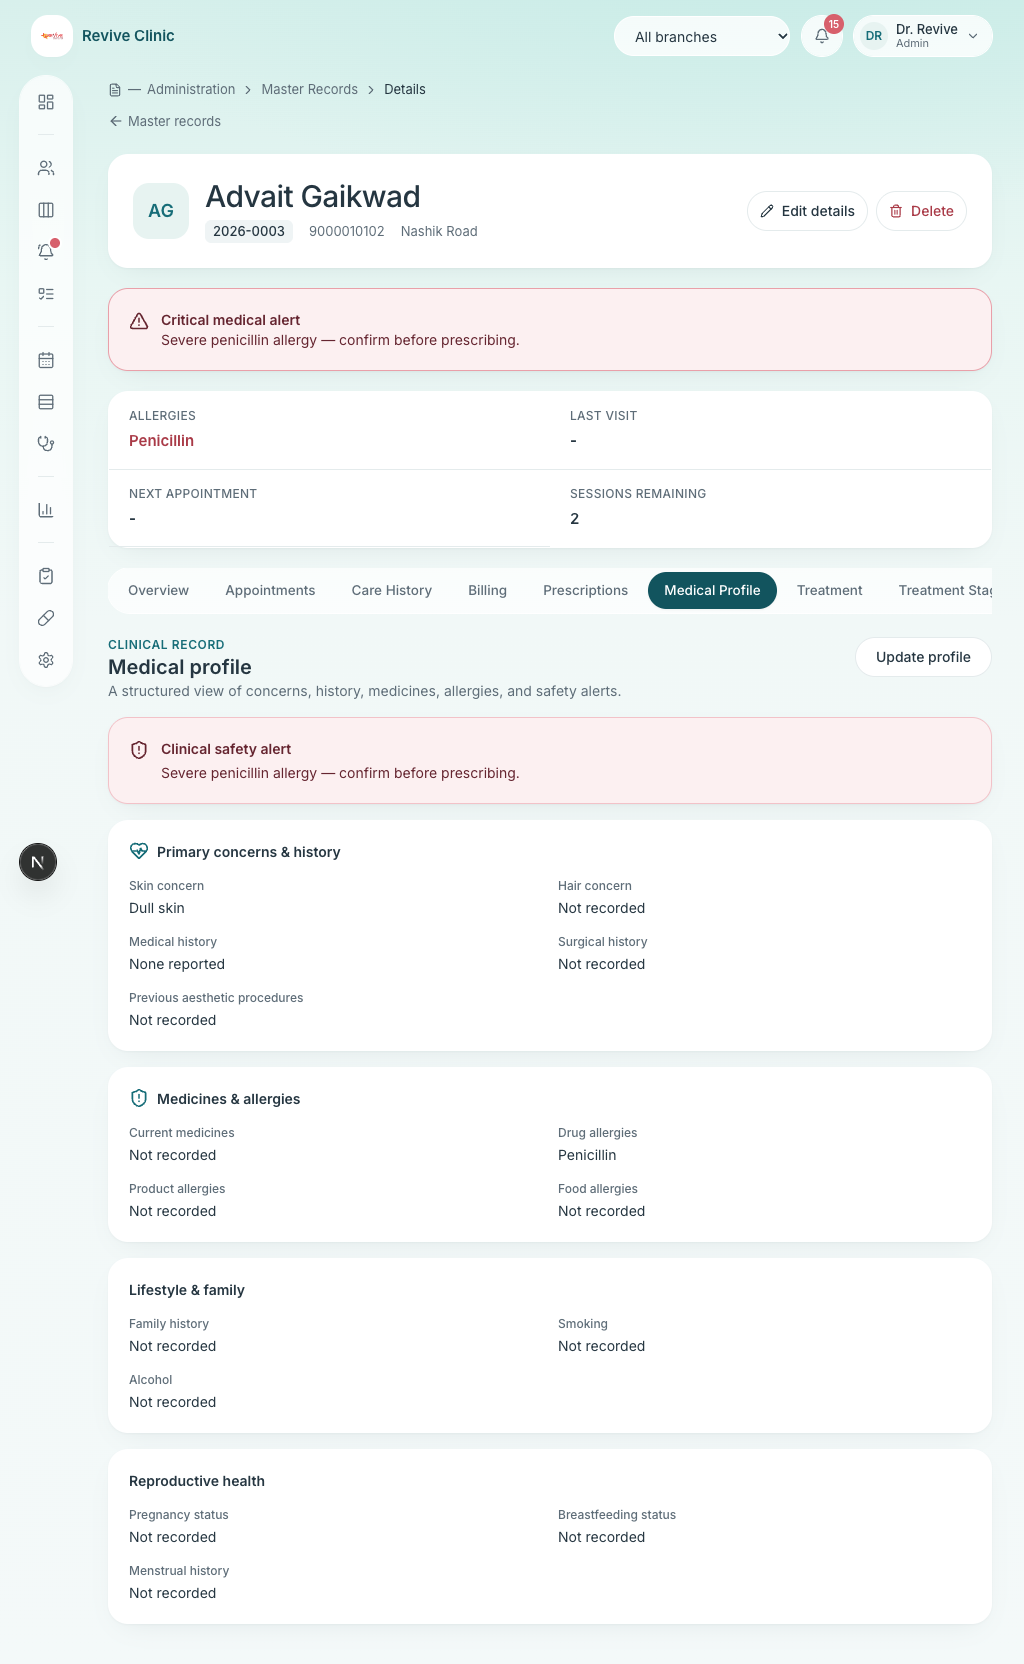 Revive Clinic
All branches
15
DR
Dr. Revive
Admin
— Administration > Master Records > Details
← Master records
AG
Advait Gaikwad
2026-0003 9000010102 Nashik Road
Edit details
Delete
Critical medical alert
Severe penicillin allergy — confirm before prescribing.
ALLERGIES
Penicillin
LAST VISIT
-
NEXT APPOINTMENT
-
SESSIONS REMAINING
2
Overview Appointments Care History Billing Prescriptions Medical Profile Treatment Treatment Stag
CLINICAL RECORD
Medical profile
A structured view of concerns, history, medicines, allergies, and safety alerts.
Update profile
Clinical safety alert
Severe penicillin allergy — confirm before prescribing.
N
Primary concerns & history
Skin concern
Dull skin
Hair concern
Not recorded
Medical history
None reported
Surgical history
Not recorded
Previous aesthetic procedures
Not recorded
Medicines & allergies
Current medicines
Not recorded
Drug allergies
Penicillin
Product allergies
Not recorded
Food allergies
Not recorded
Lifestyle & family
Family history
Not recorded
Smoking
Not recorded
Alcohol
Not recorded
Reproductive health
Pregnancy status
Not recorded
Breastfeeding status
Not recorded
Menstrual history
Not recorded